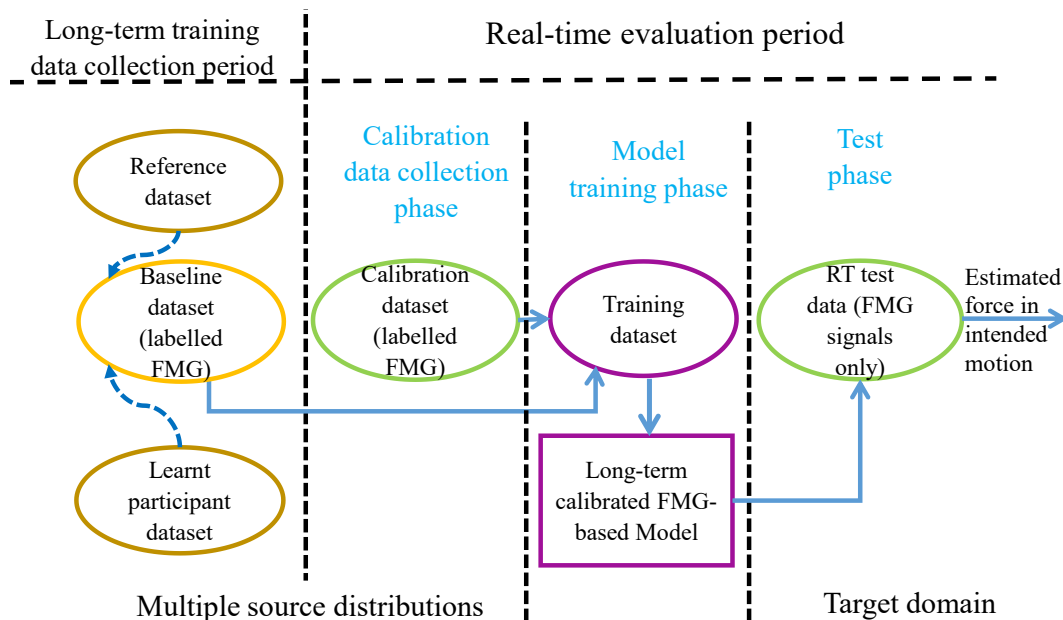 Long-term training
data collection period
Real-time evaluation period
Calibration
data collection
phase
Model
training phase
Test
phase
Reference
dataset
Baseline
dataset
(labelled
FMG)
Calibration
dataset
(labelled
FMG)
Training
dataset
RT test
data (FMG
signals
only)
Estimated
force in
intended
motion
Learnt
participant
dataset
Long-term
calibrated FMG-
based Model
Multiple source distributions
Target domain